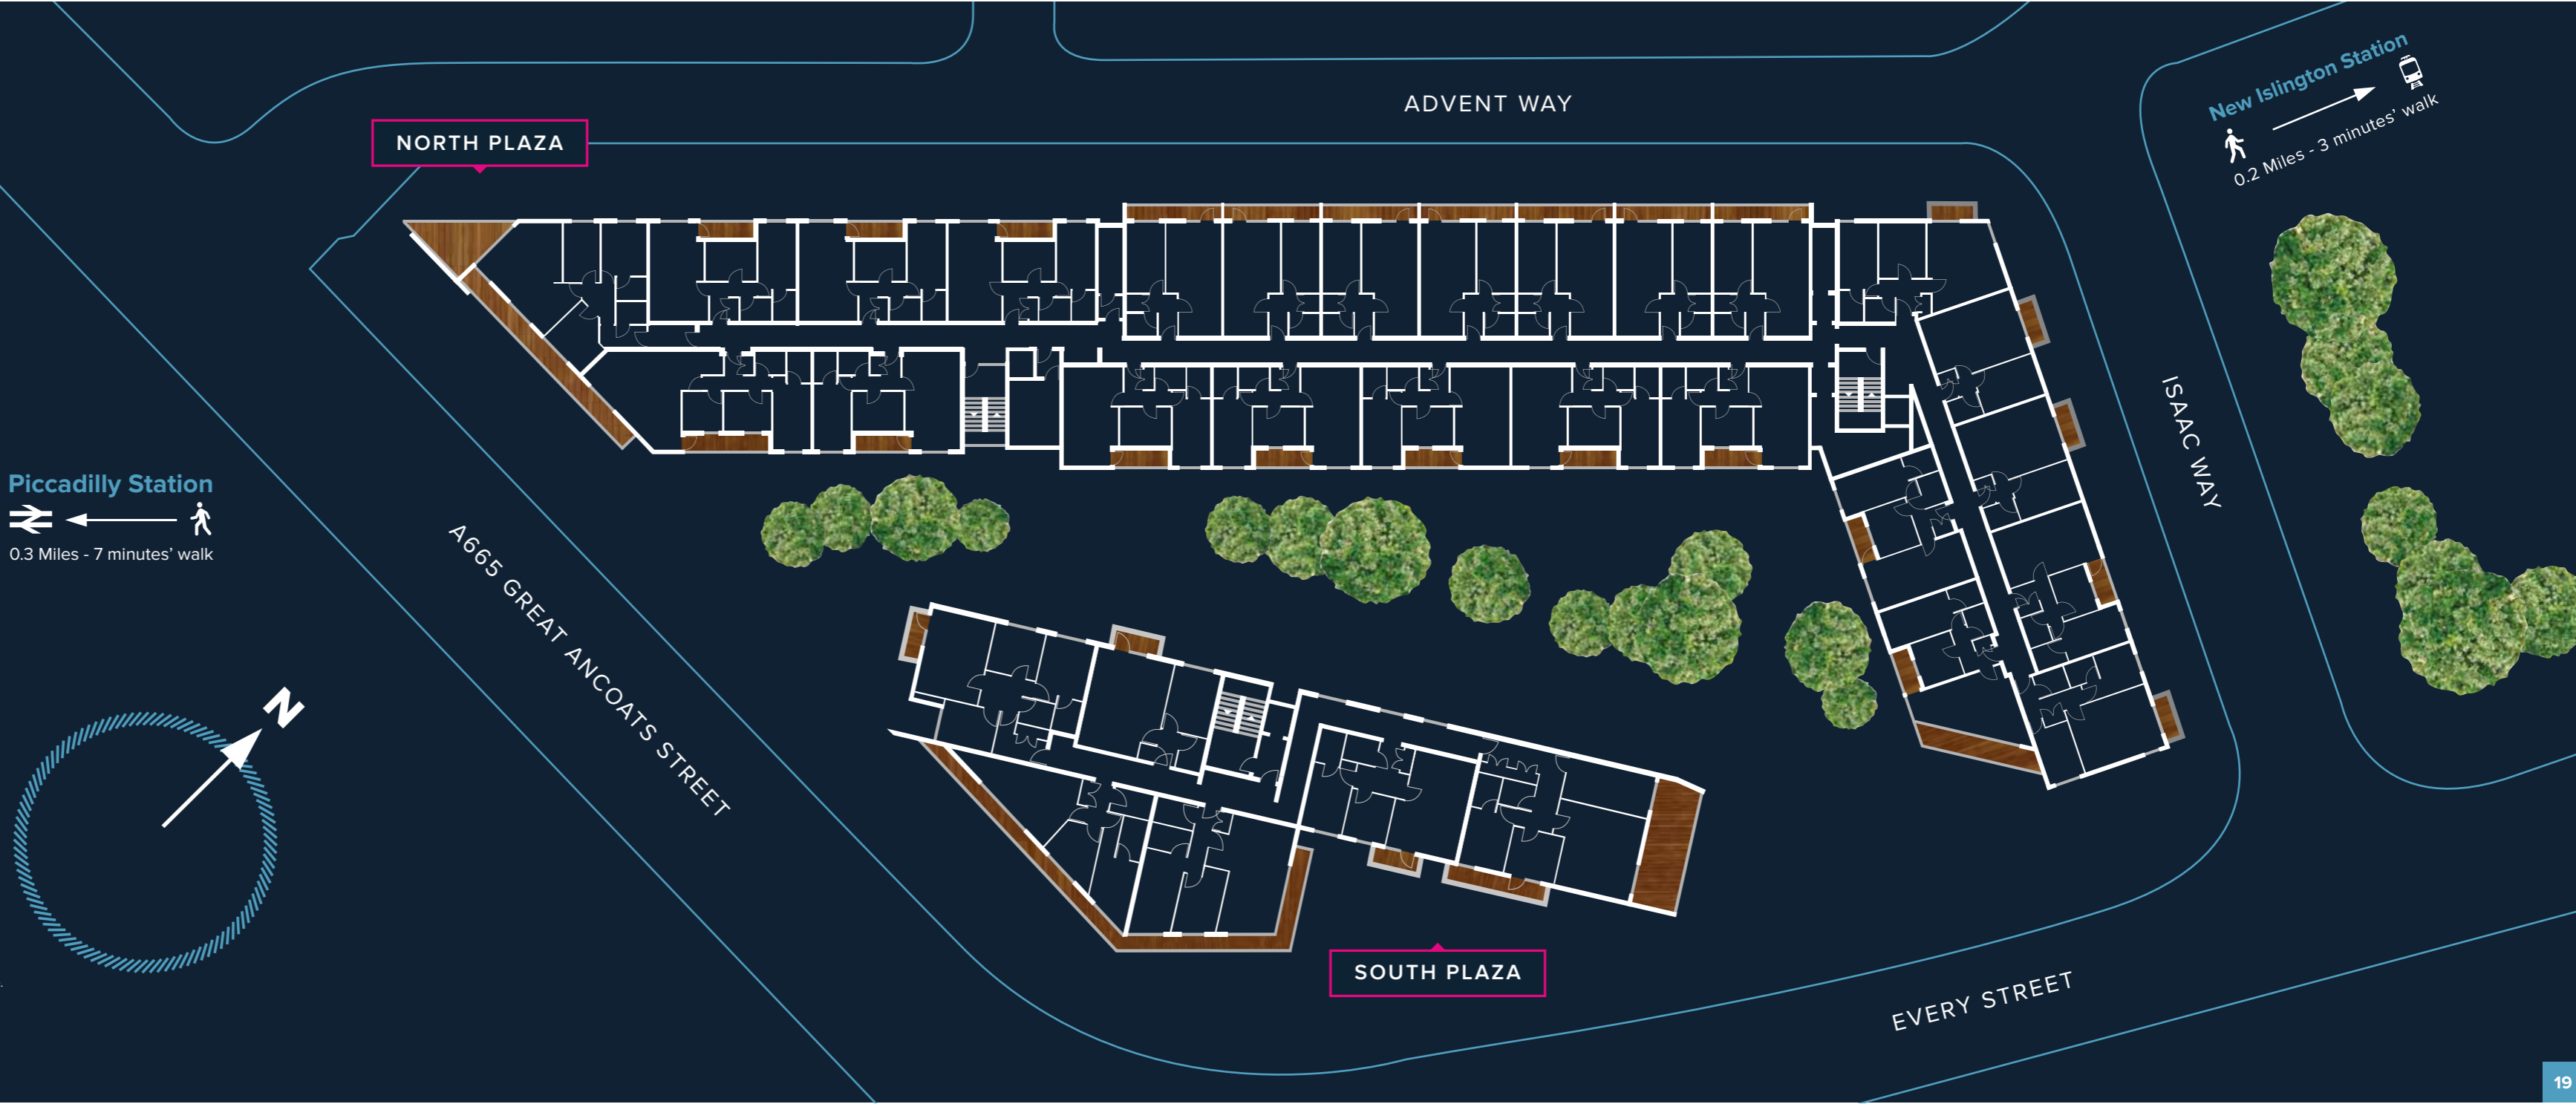 ADVENT WAY
New Islington Station
0.2 Miles - 3 minutes' walk
NORTH PLAZA
ISAAC WAY
Piccadilly Station
0.3 Miles - 7 minutes' walk
A665 GREAT ANCOATS STREET
N
SOUTH PLAZA
EVERY STREET
19